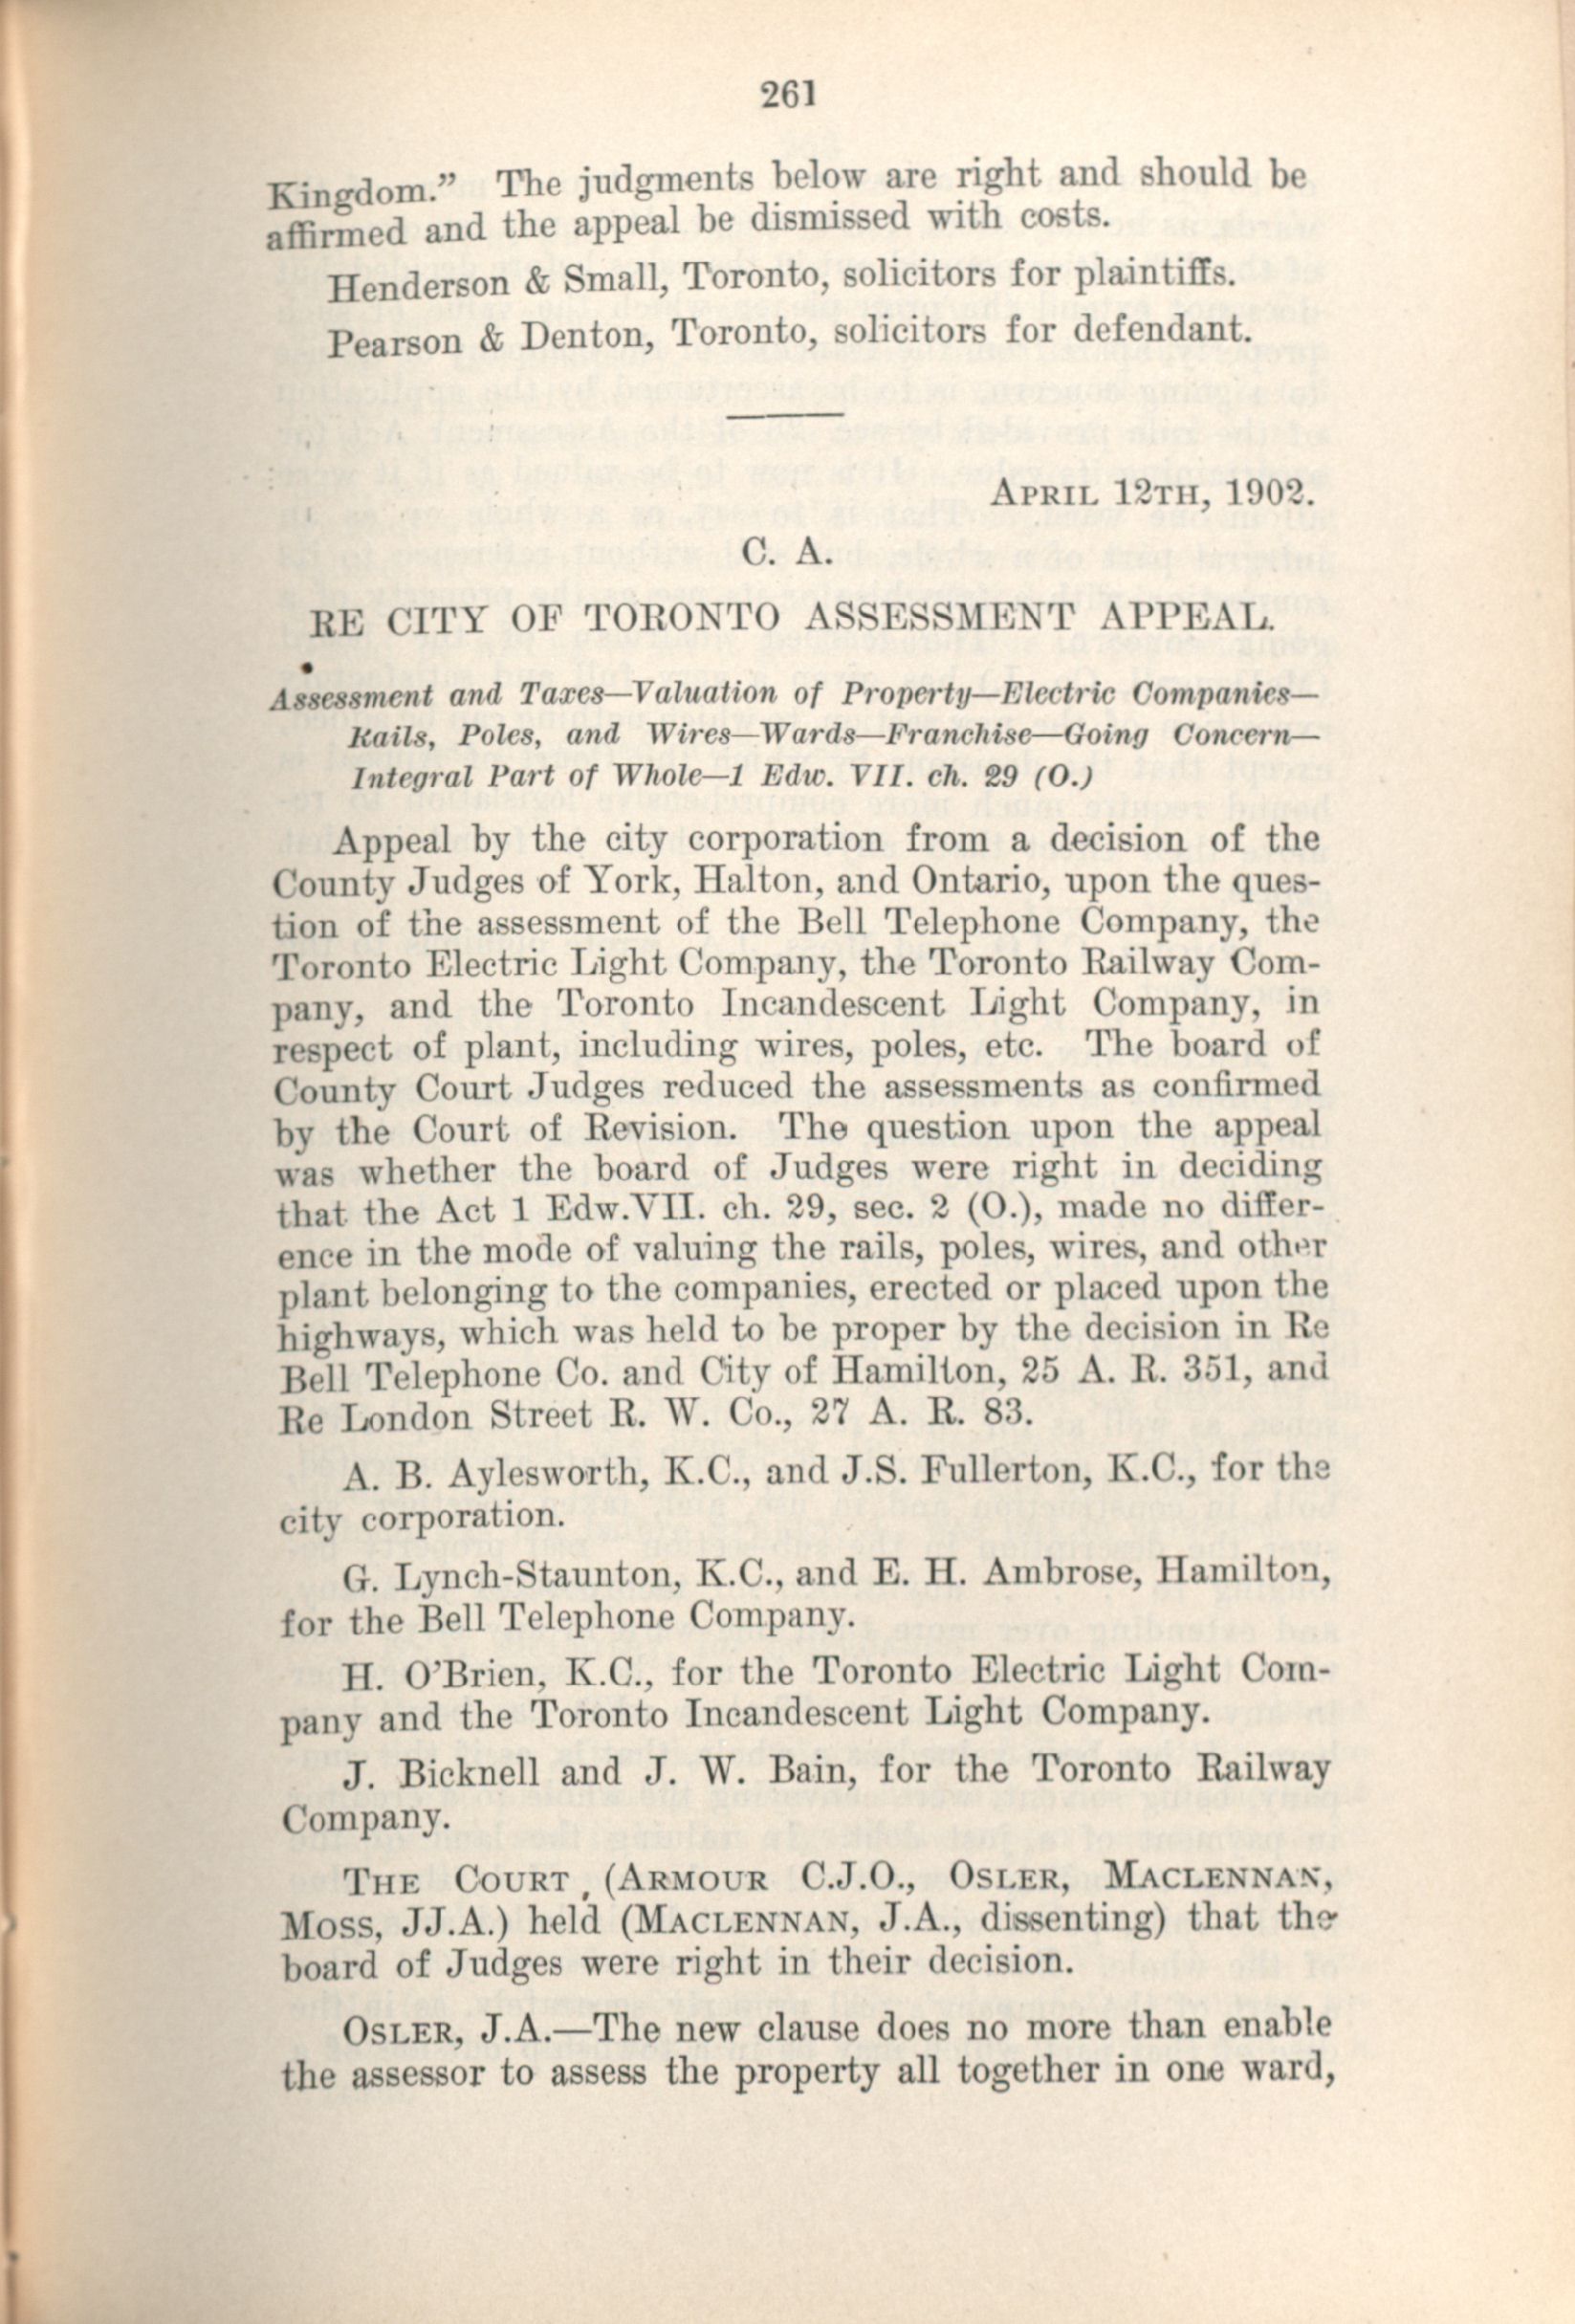 261
Kingdom.” The judgments below are right and should be
affirmed and the appeal be dismissed with costs.
Henderson & Small, Toronto, solicitors for plaintiffs.
Pearson & Denton, Toronto, solicitors for defendant.
APRIL 12TH, 1902.
C. A.
RE CITY OF TORONTO ASSESSMENT APPEAL.
Assessment and Taxes—Valuation of Property—Electric Companies—
Rails, Poles, and Wires—Wards—Franchise—Going Concern—
Integral Part of Whole—1 Edw. VII. ch. 29 (O.)
Appeal by the city corporation from a decision of the
County Judges of York, Halton, and Ontario, upon the ques-
tion of the assessment of the Bell Telephone Company, the
Toronto Electric Light Company, the Toronto Railway Com-
pany, and the Toronto Incandescent Light Company, in
respect of plant, including wires, poles, etc. The board of
County Court Judges reduced the assessments as confirmed
by the Court of Revision. The question upon the appeal
was whether the board of Judges were right in deciding
that the Act 1 Edw. VII. ch. 29, sec. 2 (O.), made no differ-
ence in the mode of valuing the rails, poles, wires, and other
plant belonging to the companies, erected or placed upon the
highways, which was held to be proper by the decision in Re
Bell Telephone Co. and City of Hamilton, 25 A. R. 351, and
Re London Street R. W. Co., 27 A. R. 83.
A. B. Aylesworth, K.C., and J.S. Fullerton, K.C., for the
city corporation.
G. Lynch-Staunton, K.C., and E. H. Ambrose, Hamilton,
for the Bell Telephone Company.
H. O’Brien, K.C., for the Toronto Electric Light Com-
pany and the Toronto Incandescent Light Company.
J. Bicknell and J. W. Bain, for the Toronto Railway
Company.
THE COURT (ARMOUR C.J.O., OSLER, MACLENNAN,
MOSS, JJ.A.) held (MACLENNAN, J.A., dissenting) that the
board of Judges were right in their decision.
OSLER, J.A.—The new clause does no more than enable
the assessor to assess the property all together in one ward,